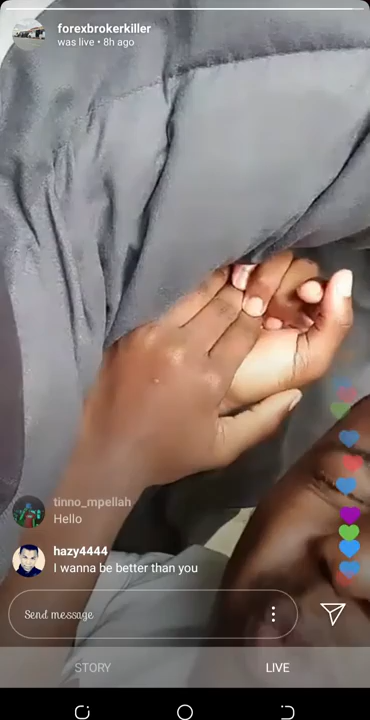 forexbrokerkiller
was live • 8h ago
tinno_mpellah
Hello
hazy4444
I wanna be better than you
Send message
STORY
LIVE